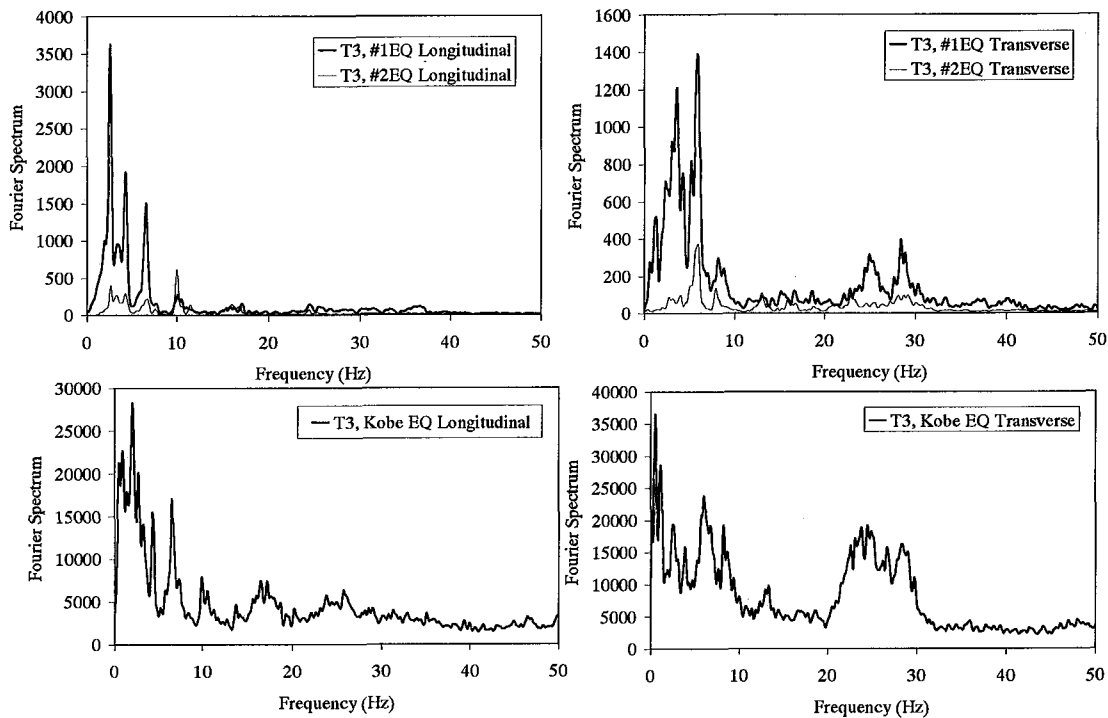 4000
3500
3000
2500
2000
1500
1000
500
0
Fourier Spectrum
T3, #1EQ Longitudinal
T3, #2EQ Longitudinal
0 10 20 30 40 50
Frequency (Hz)
1600
1400
1200
1000
800
600
400
200
0
Fourier Spectrum
T3, #1EQ Transverse
T3, #2EQ Transverse
0 10 20 30 40 50
Frequency (Hz)
30000
25000
20000
15000
10000
5000
0
Fourier Spectrum
T3, Kobe EQ Longitudinal
0 10 20 30 40 50
Frequency (Hz)
40000
35000
30000
25000
20000
15000
10000
5000
0
Fourier Spectrum
T3, Kobe EQ Transverse
0 10 20 30 40 50
Frequency (Hz)